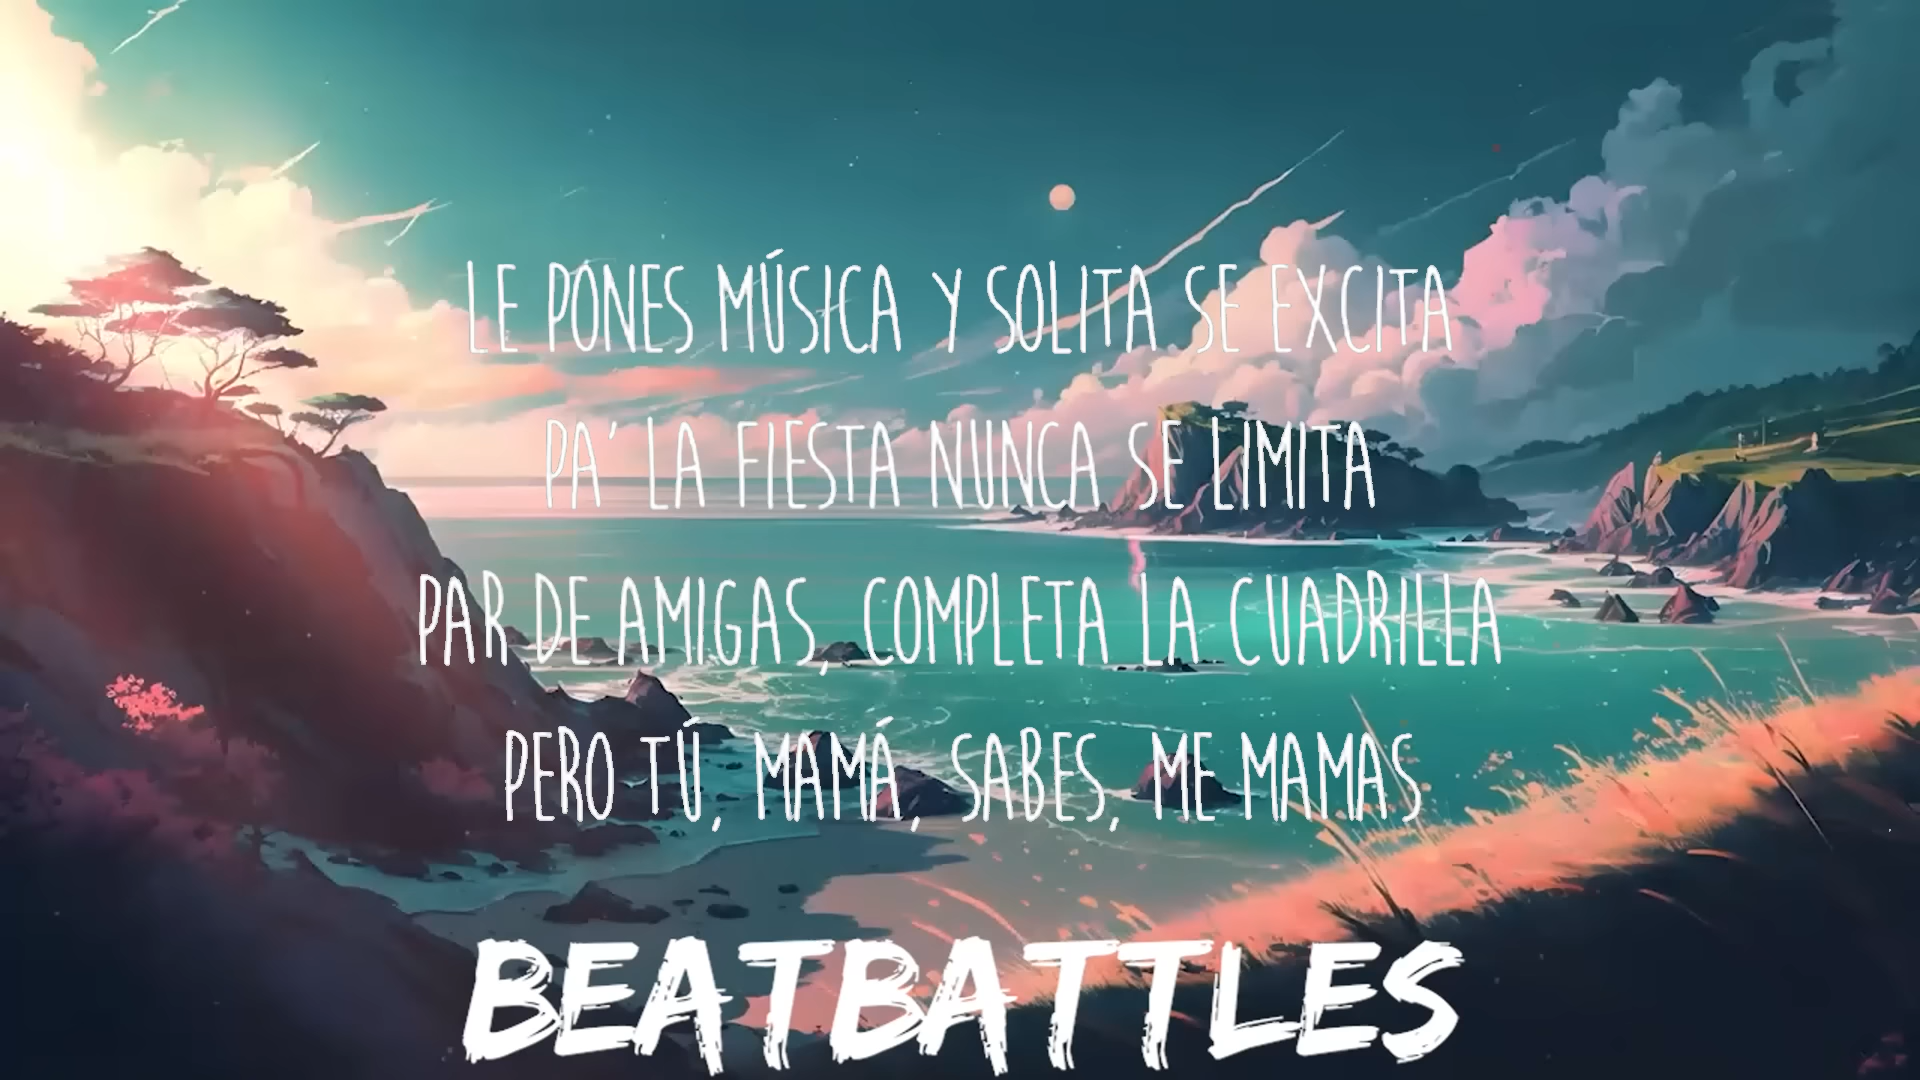 LE PONES MÚSICA Y SOLITA SE EXCITA
PA' LA FIESTA NUNCA SE LIMITA
PAR DE AMIGAS, COMPLETA LA CUADRILLA
PERO TÚ, MAMÁ, SABES, ME MAMAS
BEATBATTLES